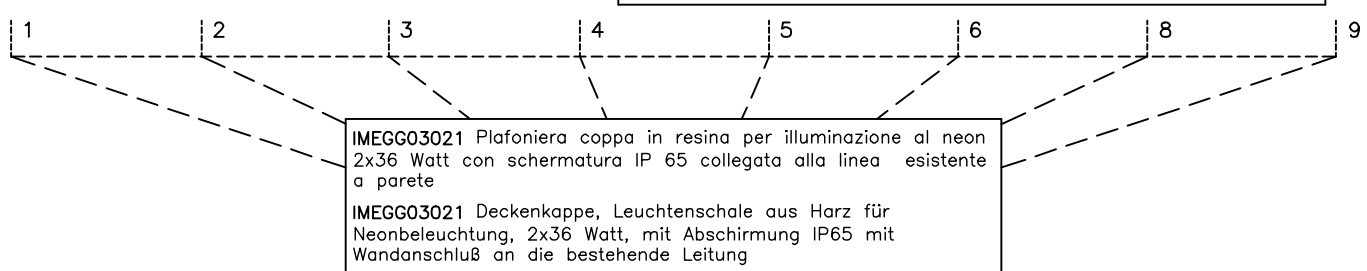 1 2 3 4 5 6 8 9
IMEGG03021 Plafoniera coppa in resina per illuminazione al neon
2x36 Watt con schermatura IP 65 collegata alla linea esistente
a parete
IMEGG03021 Deckenkappe, Leuchtenschale aus Harz für
Neonbeleuchtung, 2x36 Watt, mit Abschirmung IP65 mit
Wandanschluß an die bestehende Leitung